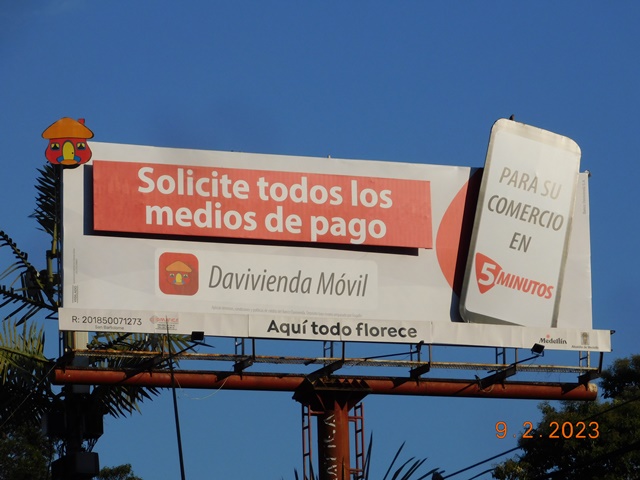 Solicite todos los
medios de pago
Davivienda Móvil
PARA SU
COMERCIO
EN
5 MINUTOS
R: 201850071273
Aquí todo florece
Medellín
9 2 2023